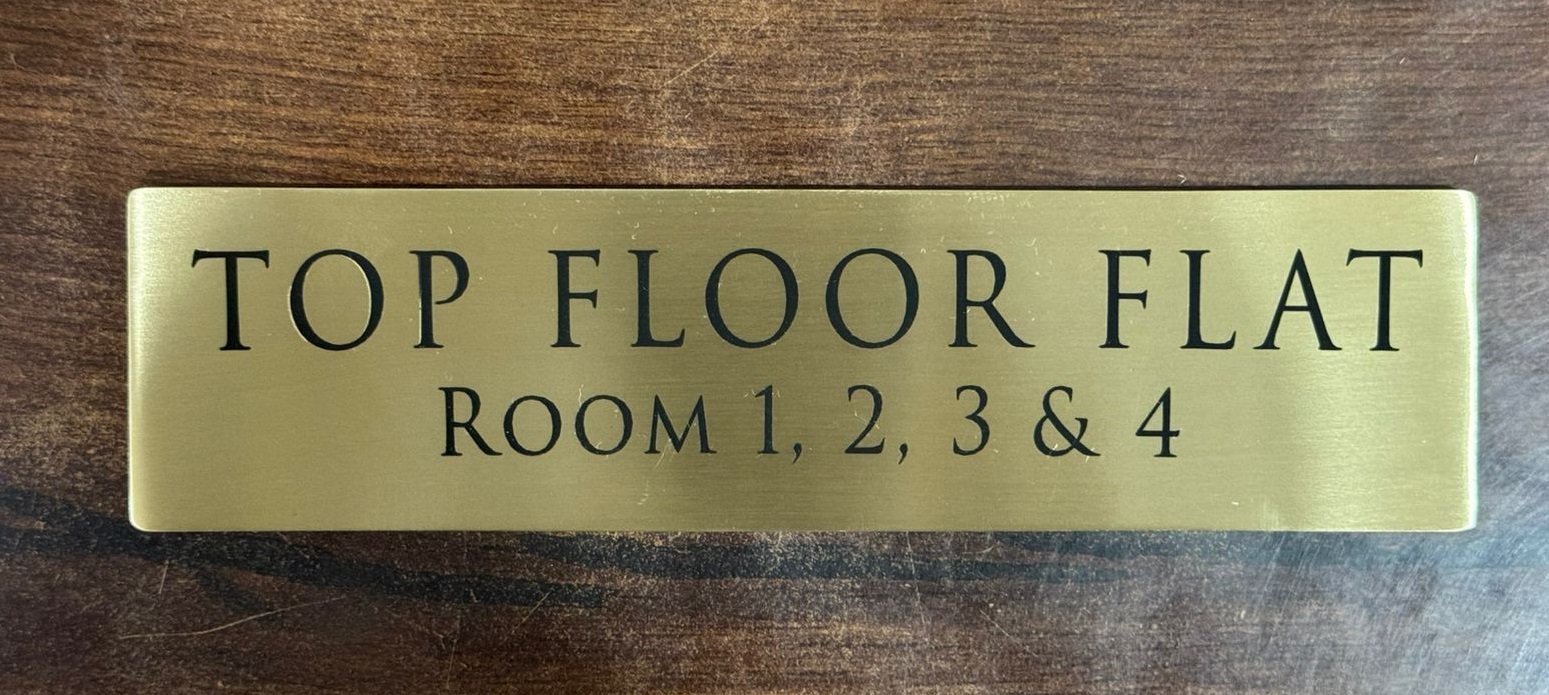 TOP FLOOR FLAT
ROOM 1, 2, 3 & 4